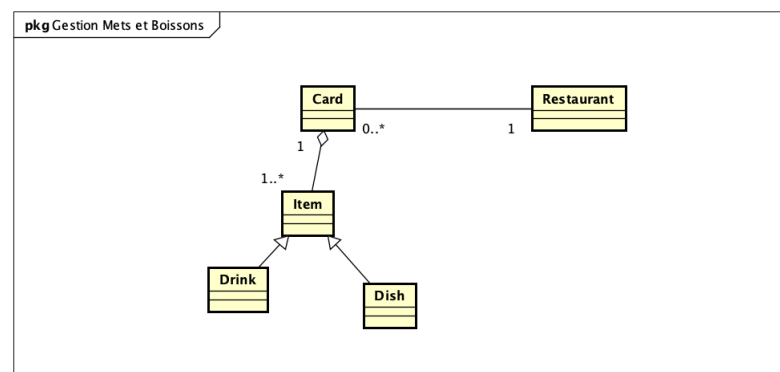 pkg Gestion Mets et Boissons
Card
Restaurant
0..*
1
1
1..*
Item
Drink
Dish